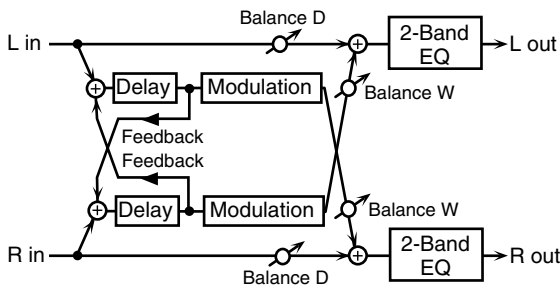 Balance D
2-Band
EQ
L in
L out
+
+
Delay
Modulation
Balance W
Feedback
Feedback
+
Delay
Modulation
Balance W
R in
+
2-Band
EQ
R out
Balance D